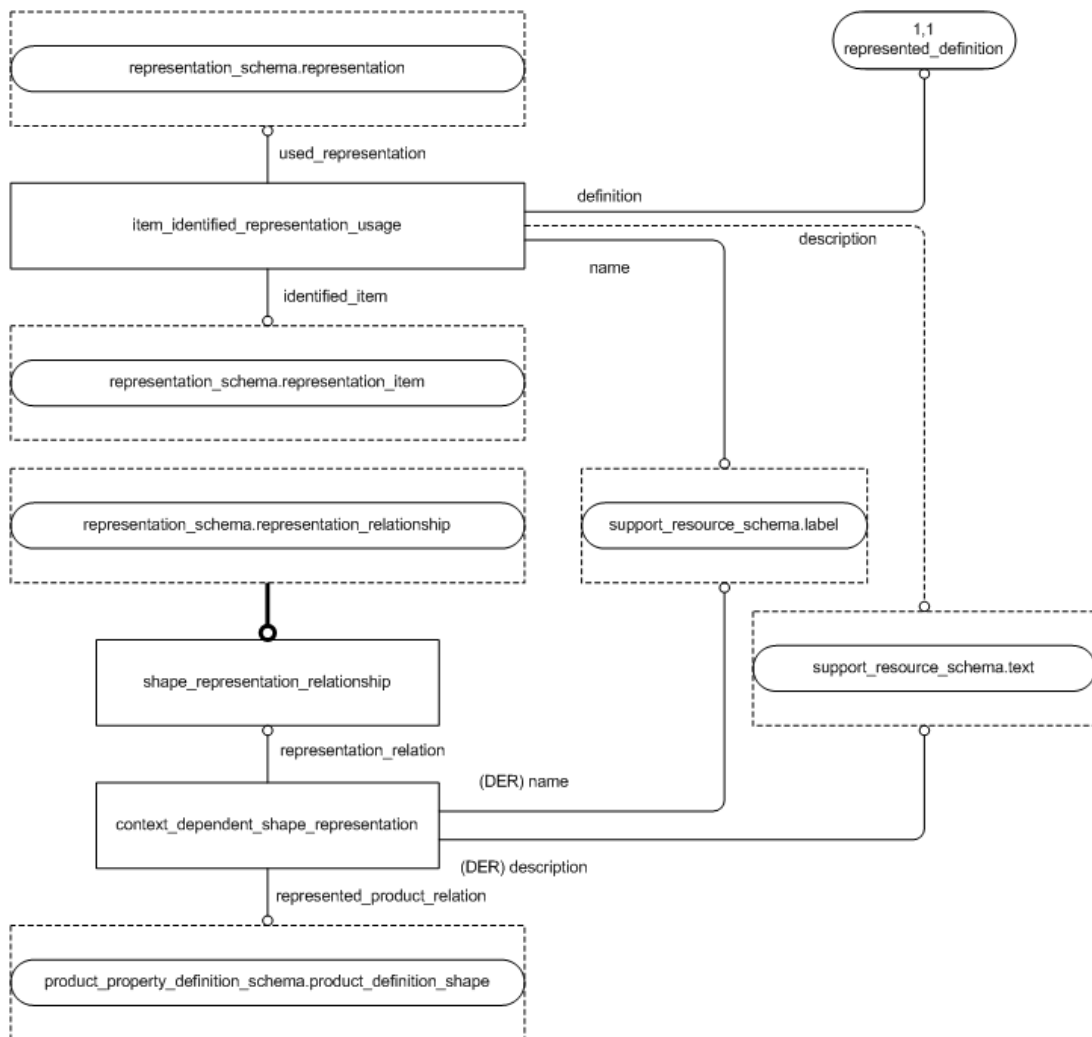 representation_schema.representation
1,1
represented_definition
used_representation
item_identified_representation_usage
definition
description
name
identified_item
representation_schema.representation_item
representation_schema.representation_relationship
support_resource_schema.label
shape_representation_relationship
support_resource_schema.text
representation_relation
(DER) name
context_dependent_shape_representation
(DER) description
represented_product_relation
product_property_definition_schema.product_definition_shape